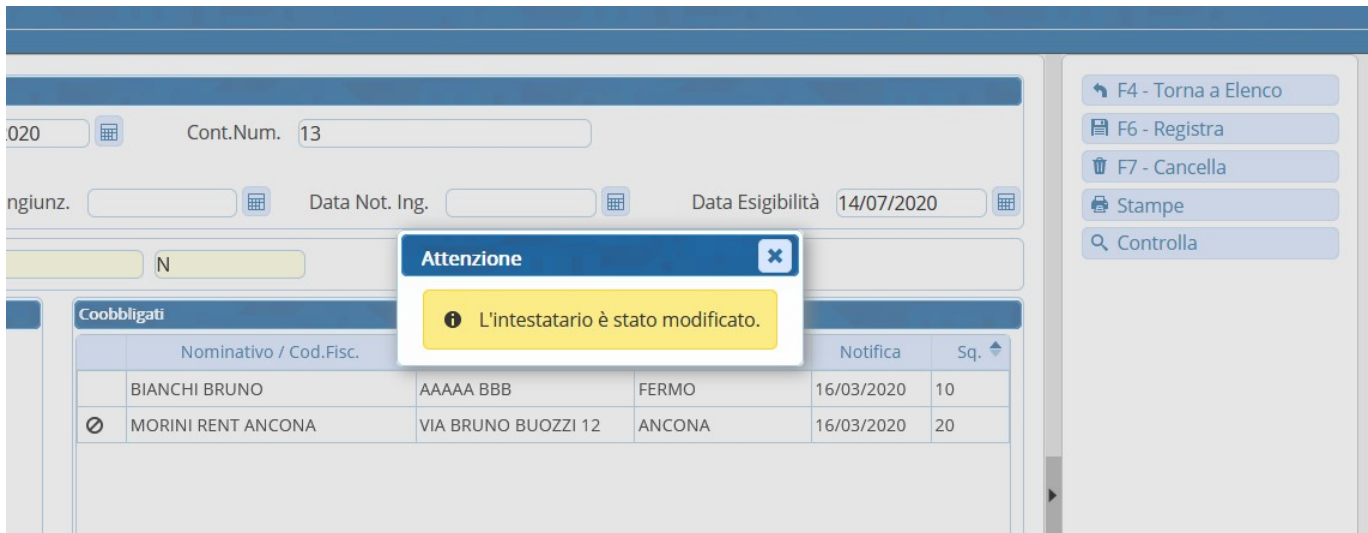 F4 - Torna a Elenco
2020 Cont.Num. 13
F6 - Registra
F7 - Cancella
ngiunz. Data Not. Ing. Data Esigibilità 14/07/2020
Stampe
N
Controlla
Attenzione
L'intestatario è stato modificato.
Coobbligati
Nominativo / Cod.Fisc. Notifica Sq.
BIANCHI BRUNO AAAAA BBB FERMO 16/03/2020 10
MORINI RENT ANCONA VIA BRUNO BUOZZI 12 ANCONA 16/03/2020 20